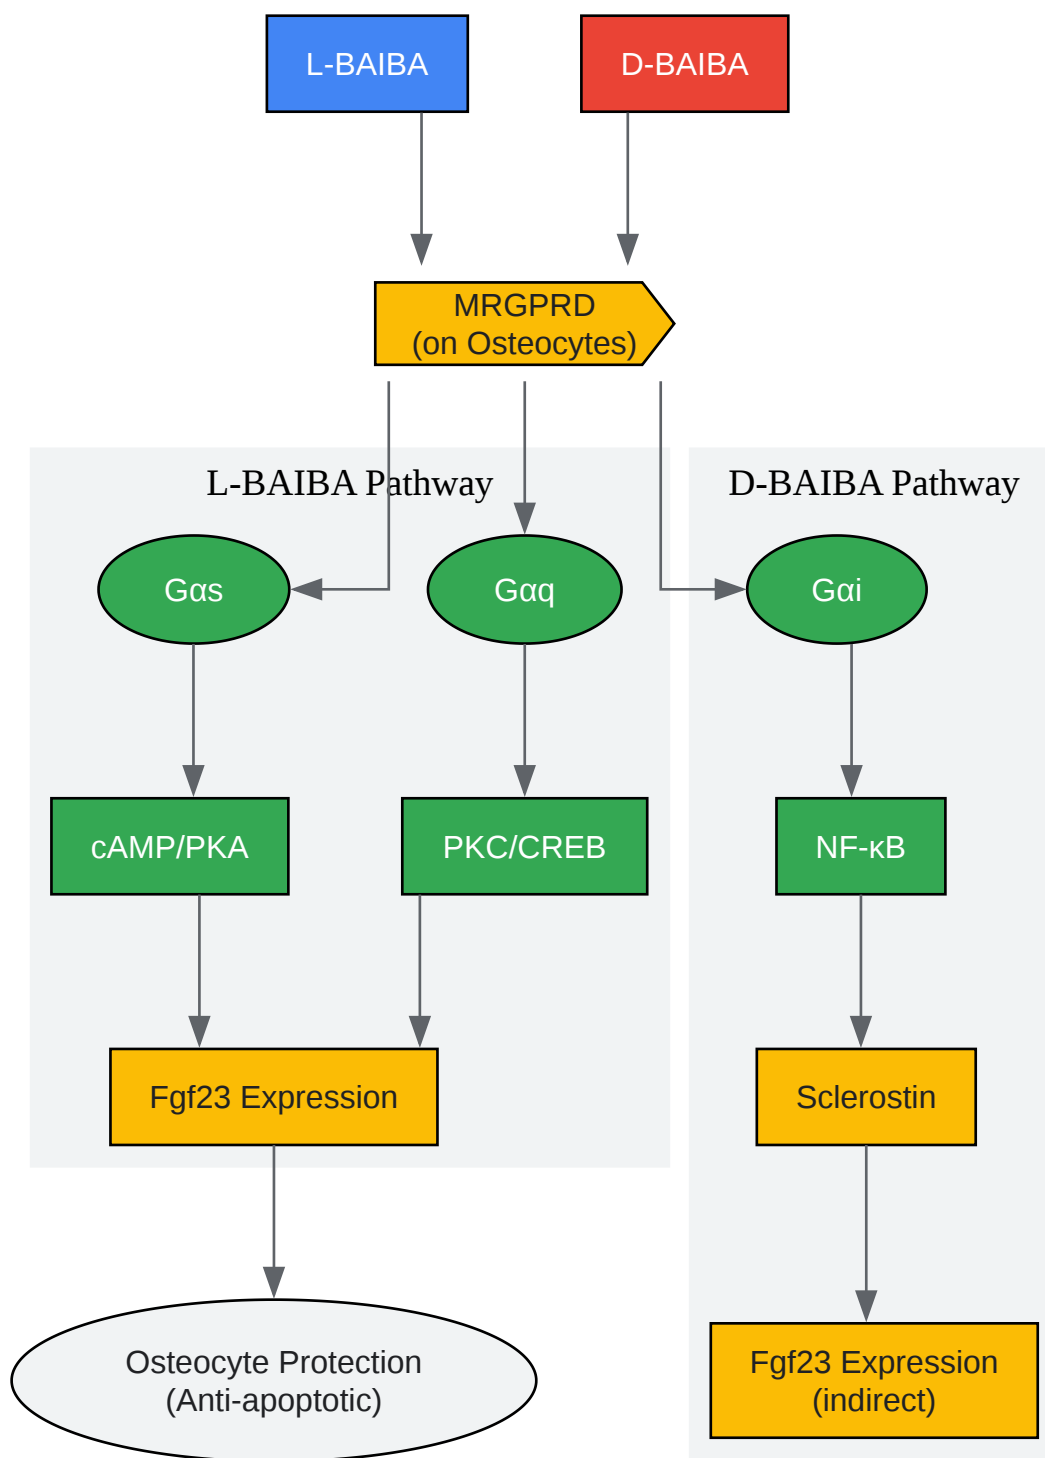 L-BAIBA
D-BAIBA
MRGPRD
(on Osteocytes)
L-BAIBA Pathway
D-BAIBA Pathway
Gαs
Gαq
Gαi
cAMP/PKA
PKC/CREB
NF-κB
Fgf23 Expression
Sclerostin
Osteocyte Protection
(Anti-apoptotic)
Fgf23 Expression
(indirect)